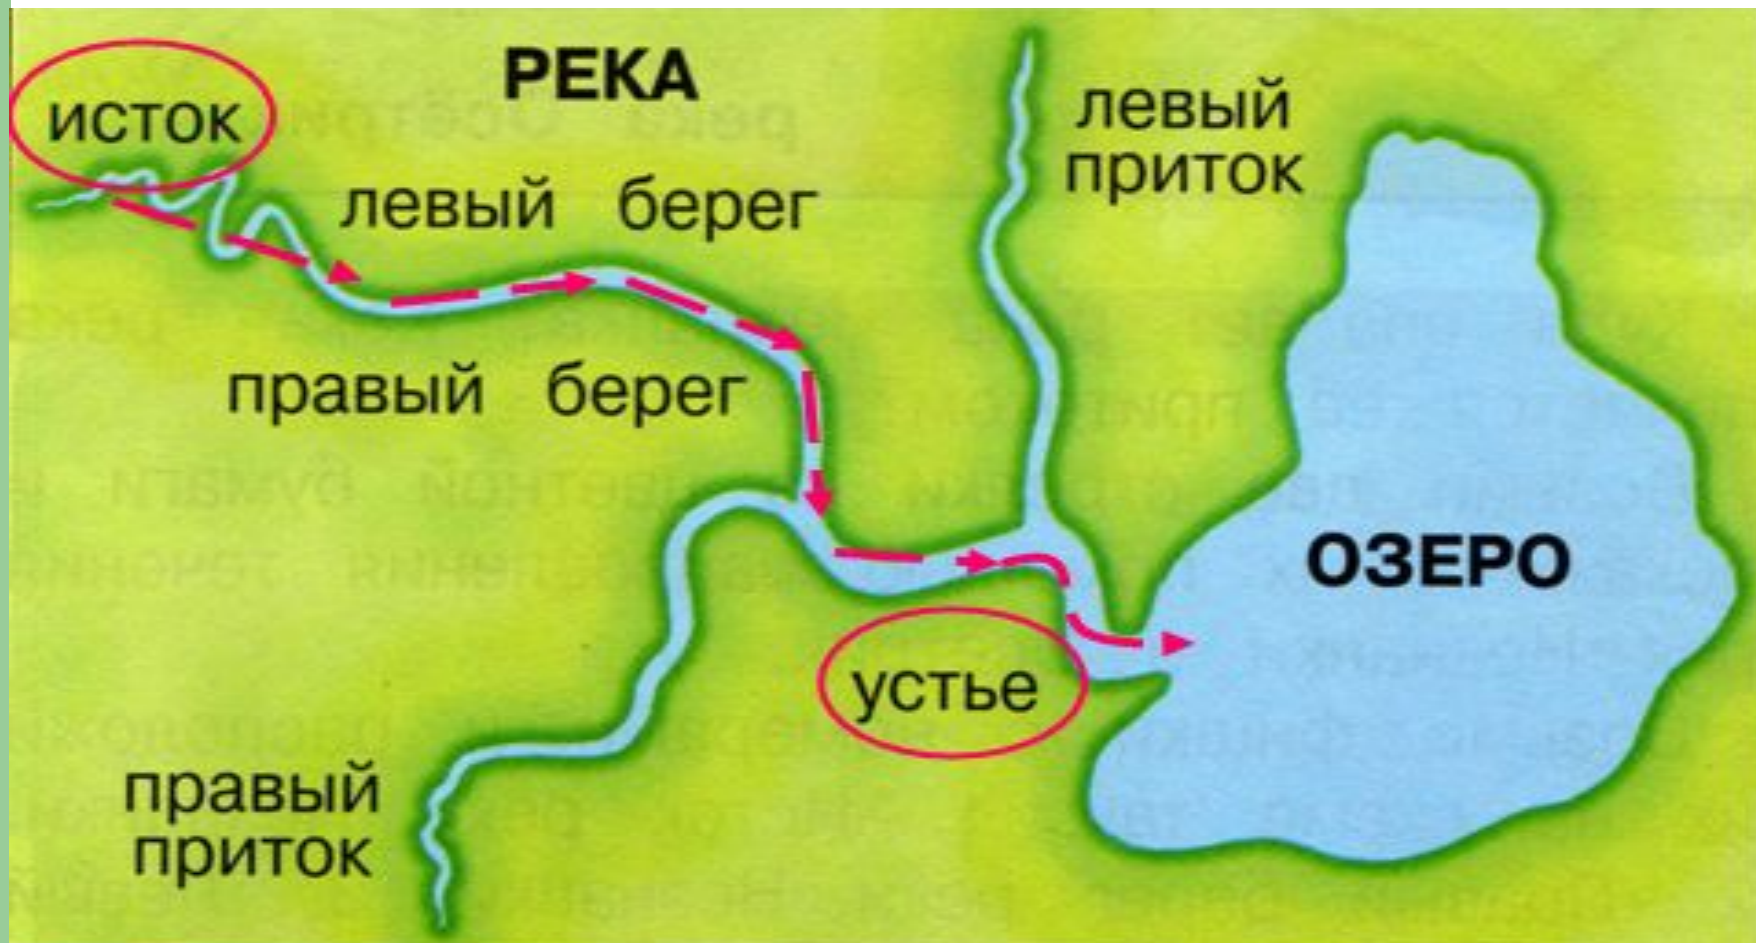 РЕКА
исток
левый берег
левый
приток
правый берег
ОЗЕРО
устье
правый
приток